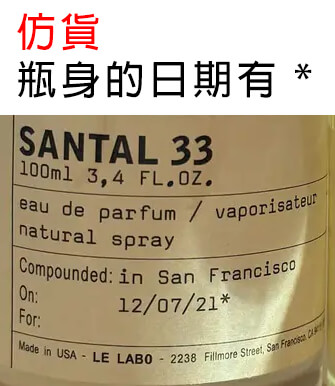 仿貨
瓶身的日期有 *
SANTAL 33
100ml 3,4 FL.OZ.
eau de parfum / vaporisateur
natural spray
Compounded: in San Francisco
On: 12/07/21*
For:
Made in USA - LE LABO - 2238 Fillmore Street, San Francisco,